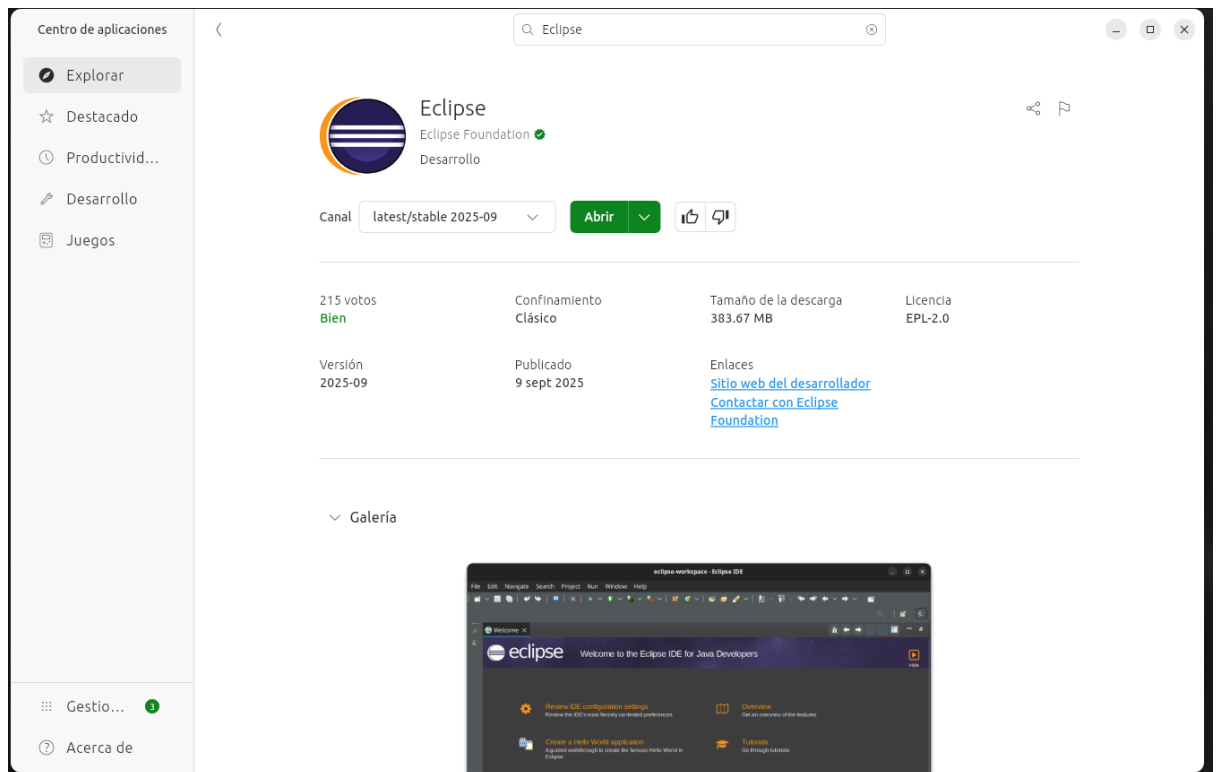 Centro de aplicaciones
Eclipse
Explorar
Destacado
Productivid...
Desarrollo
Juegos
Eclipse
Eclipse Foundation
Desarrollo
Canal latest/stable 2025-09 Abrir
215 votos
Bien
Confinamiento
Clásico
Tamaño de la descarga
383.67 MB
Licencia
EPL-2.0
Versión
2025-09
Publicado
9 sept 2025
Enlaces
Sitio web del desarrollador
Contactar con Eclipse
Foundation
Galería
eclipse-workspace - Eclipse IDE
File Edit Navigate Search Project Run Window Help
Welcome
eclipse Welcome to the Eclipse IDE for Java Developers
Hide
Review IDE configuration settings
Review the IDE's most fiercely contested preferences
Overview
Get an overview of the features
Create a Hello World application
A guided walkthrough to create the famous Hello World in
Eclipse
Tutorials
Go through tutorials
Gestio... 3
Acerca de